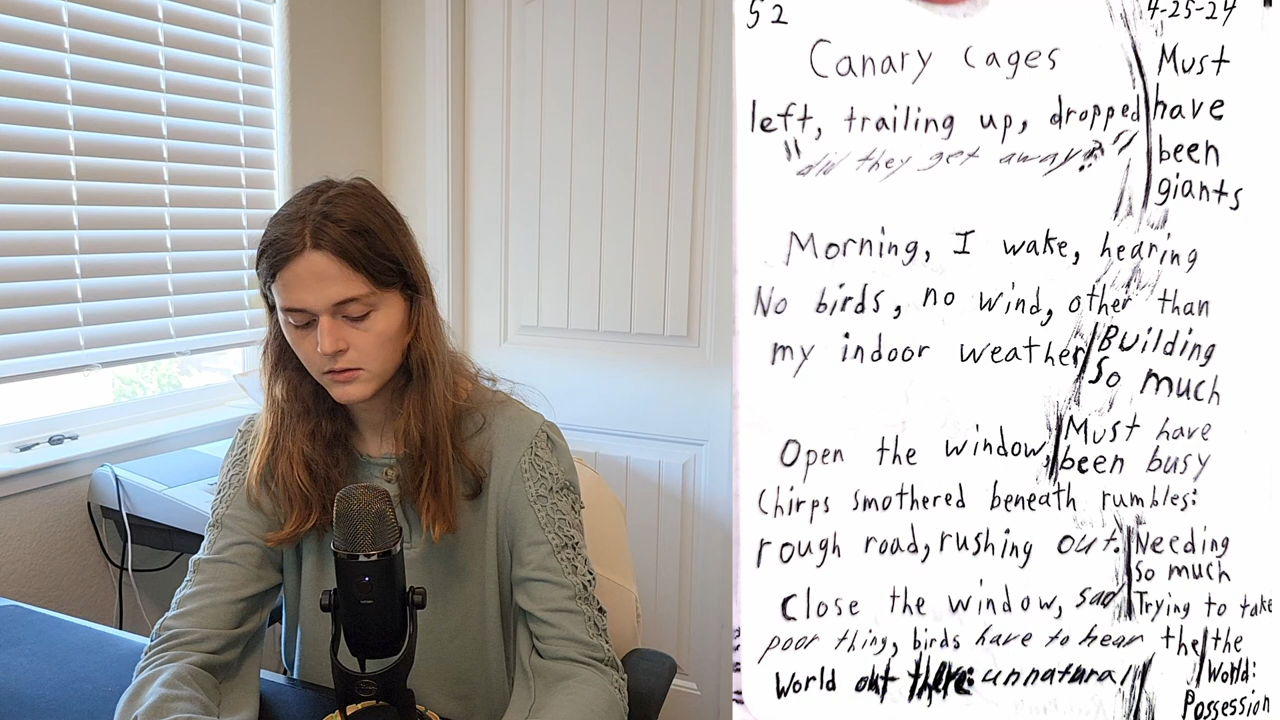 52 4-25-24
Canary Cages
left, trailing up, dropped
"did they get away?"
Must
have
been
giants
Morning, I wake, hearing
No birds, no wind, other than
my indoor weather
Building
So much
Open the window,
Must have
been busy
Chirps smothered beneath rumbles:
rough road, rushing out.
Needing
So much
Close the window, sad
Trying to take
poor thing, birds have to hear the
the
World out there: unnatural
World:
Possession